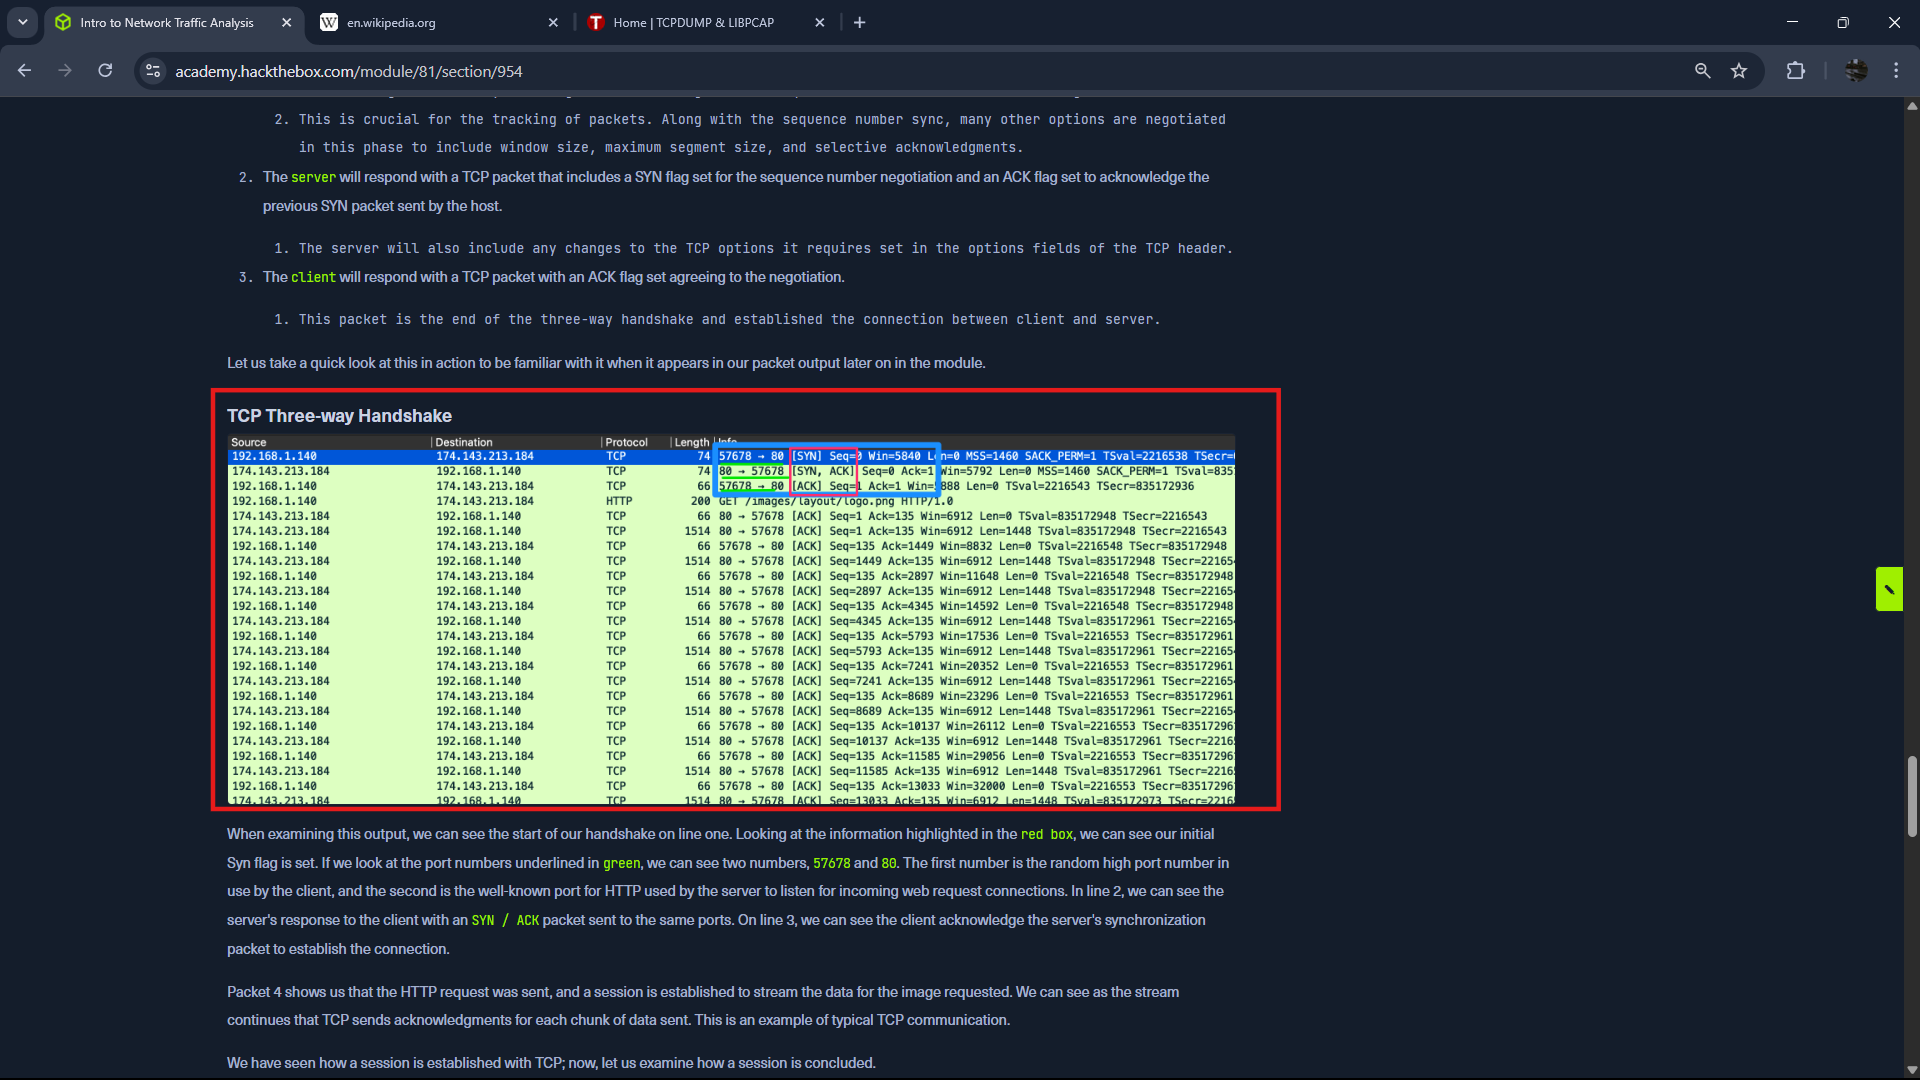 Intro to Network Traffic Analysis
en.wikipedia.org
Home | TCPDUMP & LIBPCAP
academy.hackthebox.com/module/81/section/954
2. This is crucial for the tracking of packets. Along with the sequence number sync, many other options are negotiated
in this phase to include window size, maximum segment size, and selective acknowledgments.
2. The server will respond with a TCP packet that includes a SYN flag set for the sequence number negotiation and an ACK flag set to acknowledge the
previous SYN packet sent by the host.
1. The server will also include any changes to the TCP options it requires set in the options fields of the TCP header.
3. The client will respond with a TCP packet with an ACK flag set agreeing to the negotiation.
1. This packet is the end of the three-way handshake and established the connection between client and server.
Let us take a quick look at this in action to be familiar with it when it appears in our packet output later on in the module.
TCP Three-way Handshake
Source Destination Protocol Length Info
192.168.1.140 174.143.213.184 TCP 74 57678 → 80 [SYN] Seq=0 Win=5840 Len=0 MSS=1460 SACK_PERM=1 TSval=2216538 TSecr=
174.143.213.184 192.168.1.140 TCP 74 80 → 57678 [SYN, ACK] Seq=0 Ack=1 Win=5792 Len=0 MSS=1460 SACK_PERM=1 TSval=835
192.168.1.140 174.143.213.184 TCP 66 57678 → 80 [ACK] Seq=1 Ack=1 Win=5888 Len=0 TSval=2216543 TSecr=835172936
192.168.1.140 174.143.213.184 HTTP 200 GET /images/layout/logo.png HTTP/1.0
174.143.213.184 192.168.1.140 TCP 66 80 → 57678 [ACK] Seq=1 Ack=135 Win=6912 Len=0 TSval=835172948 TSecr=2216543
174.143.213.184 192.168.1.140 TCP 1514 80 → 57678 [ACK] Seq=1 Ack=135 Win=6912 Len=1448 TSval=835172948 TSecr=2216543
192.168.1.140 174.143.213.184 TCP 66 57678 → 80 [ACK] Seq=135 Ack=1449 Win=8832 Len=0 TSval=2216548 TSecr=835172948
174.143.213.184 192.168.1.140 TCP 1514 80 → 57678 [ACK] Seq=1449 Ack=135 Win=6912 Len=1448 TSval=835172948 TSecr=22165
192.168.1.140 174.143.213.184 TCP 66 57678 → 80 [ACK] Seq=135 Ack=2897 Win=11648 Len=0 TSval=2216548 TSecr=835172948
174.143.213.184 192.168.1.140 TCP 1514 80 → 57678 [ACK] Seq=2897 Ack=135 Win=6912 Len=1448 TSval=835172948 TSecr=22165
192.168.1.140 174.143.213.184 TCP 66 57678 → 80 [ACK] Seq=135 Ack=4345 Win=14592 Len=0 TSval=2216548 TSecr=835172948
174.143.213.184 192.168.1.140 TCP 1514 80 → 57678 [ACK] Seq=4345 Ack=135 Win=6912 Len=1448 TSval=835172961 TSecr=22165
192.168.1.140 174.143.213.184 TCP 66 57678 → 80 [ACK] Seq=135 Ack=5793 Win=17536 Len=0 TSval=2216553 TSecr=835172961
174.143.213.184 192.168.1.140 TCP 1514 80 → 57678 [ACK] Seq=5793 Ack=135 Win=6912 Len=1448 TSval=835172961 TSecr=22165
192.168.1.140 174.143.213.184 TCP 66 57678 → 80 [ACK] Seq=135 Ack=7241 Win=20352 Len=0 TSval=2216553 TSecr=835172961
174.143.213.184 192.168.1.140 TCP 1514 80 → 57678 [ACK] Seq=7241 Ack=135 Win=6912 Len=1448 TSval=835172961 TSecr=22165
192.168.1.140 174.143.213.184 TCP 66 57678 → 80 [ACK] Seq=135 Ack=8689 Win=23296 Len=0 TSval=2216553 TSecr=835172961
174.143.213.184 192.168.1.140 TCP 1514 80 → 57678 [ACK] Seq=8689 Ack=135 Win=6912 Len=1448 TSval=835172961 TSecr=22165
192.168.1.140 174.143.213.184 TCP 66 57678 → 80 [ACK] Seq=135 Ack=10137 Win=26112 Len=0 TSval=2216553 TSecr=83517296
174.143.213.184 192.168.1.140 TCP 1514 80 → 57678 [ACK] Seq=10137 Ack=135 Win=6912 Len=1448 TSval=835172961 TSecr=2216
192.168.1.140 174.143.213.184 TCP 66 57678 → 80 [ACK] Seq=135 Ack=11585 Win=29056 Len=0 TSval=2216553 TSecr=83517296
174.143.213.184 192.168.1.140 TCP 1514 80 → 57678 [ACK] Seq=11585 Ack=135 Win=6912 Len=1448 TSval=835172961 TSecr=2216
192.168.1.140 174.143.213.184 TCP 66 57678 → 80 [ACK] Seq=135 Ack=13033 Win=32000 Len=0 TSval=2216553 TSecr=83517296
174.143.213.184 192.168.1.140 TCP 1514 80 → 57678 [ACK] Seq=13033 Ack=135 Win=6912 Len=1448 TSval=835172973 TSecr=2216
When examining this output, we can see the start of our handshake on line one. Looking at the information highlighted in the red box, we can see our initial
Syn flag is set. If we look at the port numbers underlined in green, we can see two numbers, 57678 and 80. The first number is the random high port number in
use by the client, and the second is the well-known port for HTTP used by the server to listen for incoming web request connections. In line 2, we can see the
server's response to the client with an SYN / ACK packet sent to the same ports. On line 3, we can see the client acknowledge the server's synchronization
packet to establish the connection.
Packet 4 shows us that the HTTP request was sent, and a session is established to stream the data for the image requested. We can see as the stream
continues that TCP sends acknowledgments for each chunk of data sent. This is an example of typical TCP communication.
We have seen how a session is established with TCP; now, let us examine how a session is concluded.